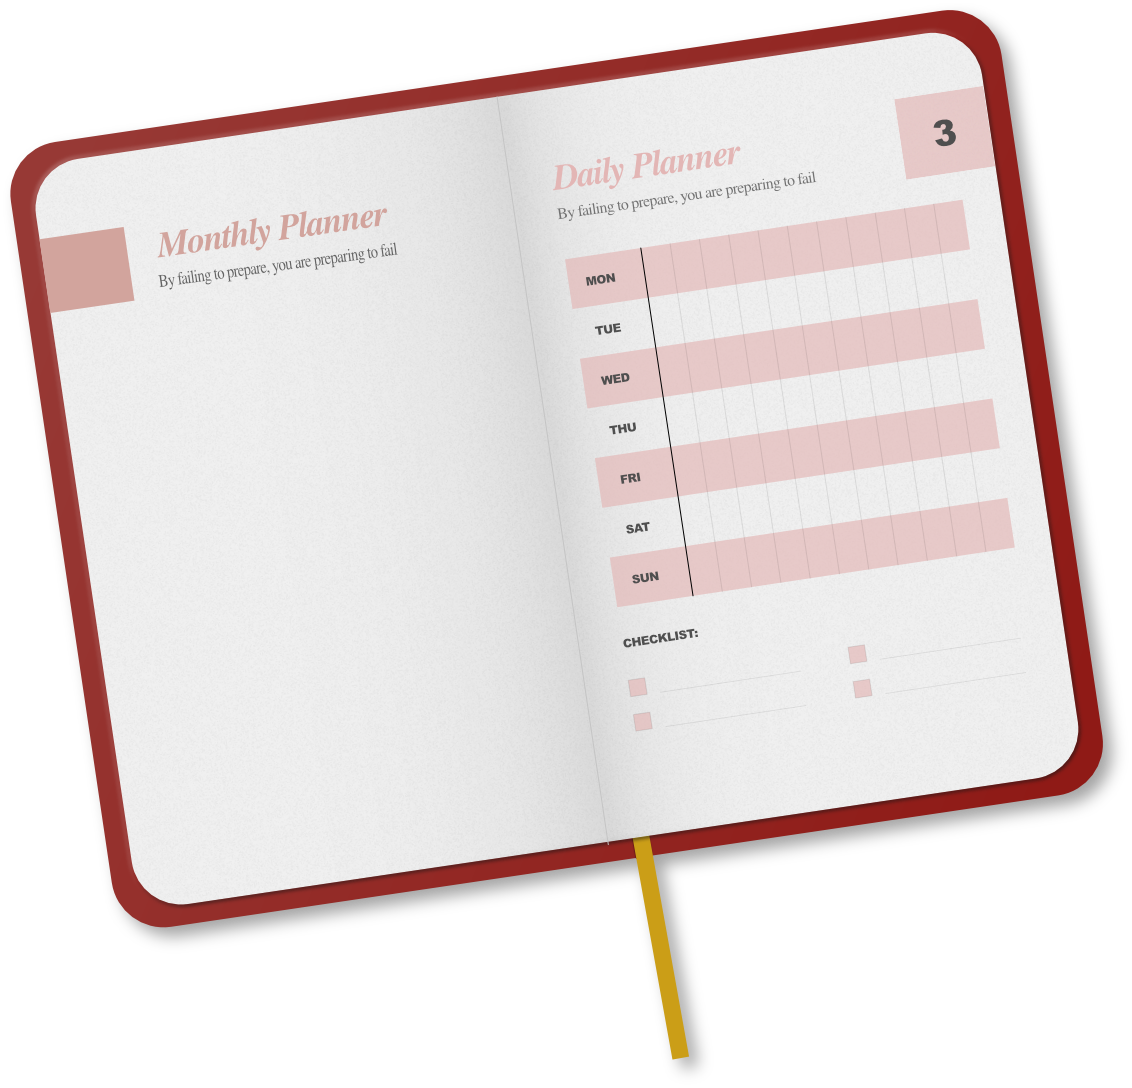 Monthly Planner
By failing to prepare, you are preparing to fail
3
Daily Planner
By failing to prepare, you are preparing to fail
MON
TUE
WED
THU
FRI
SAT
SUN
CHECKLIST: